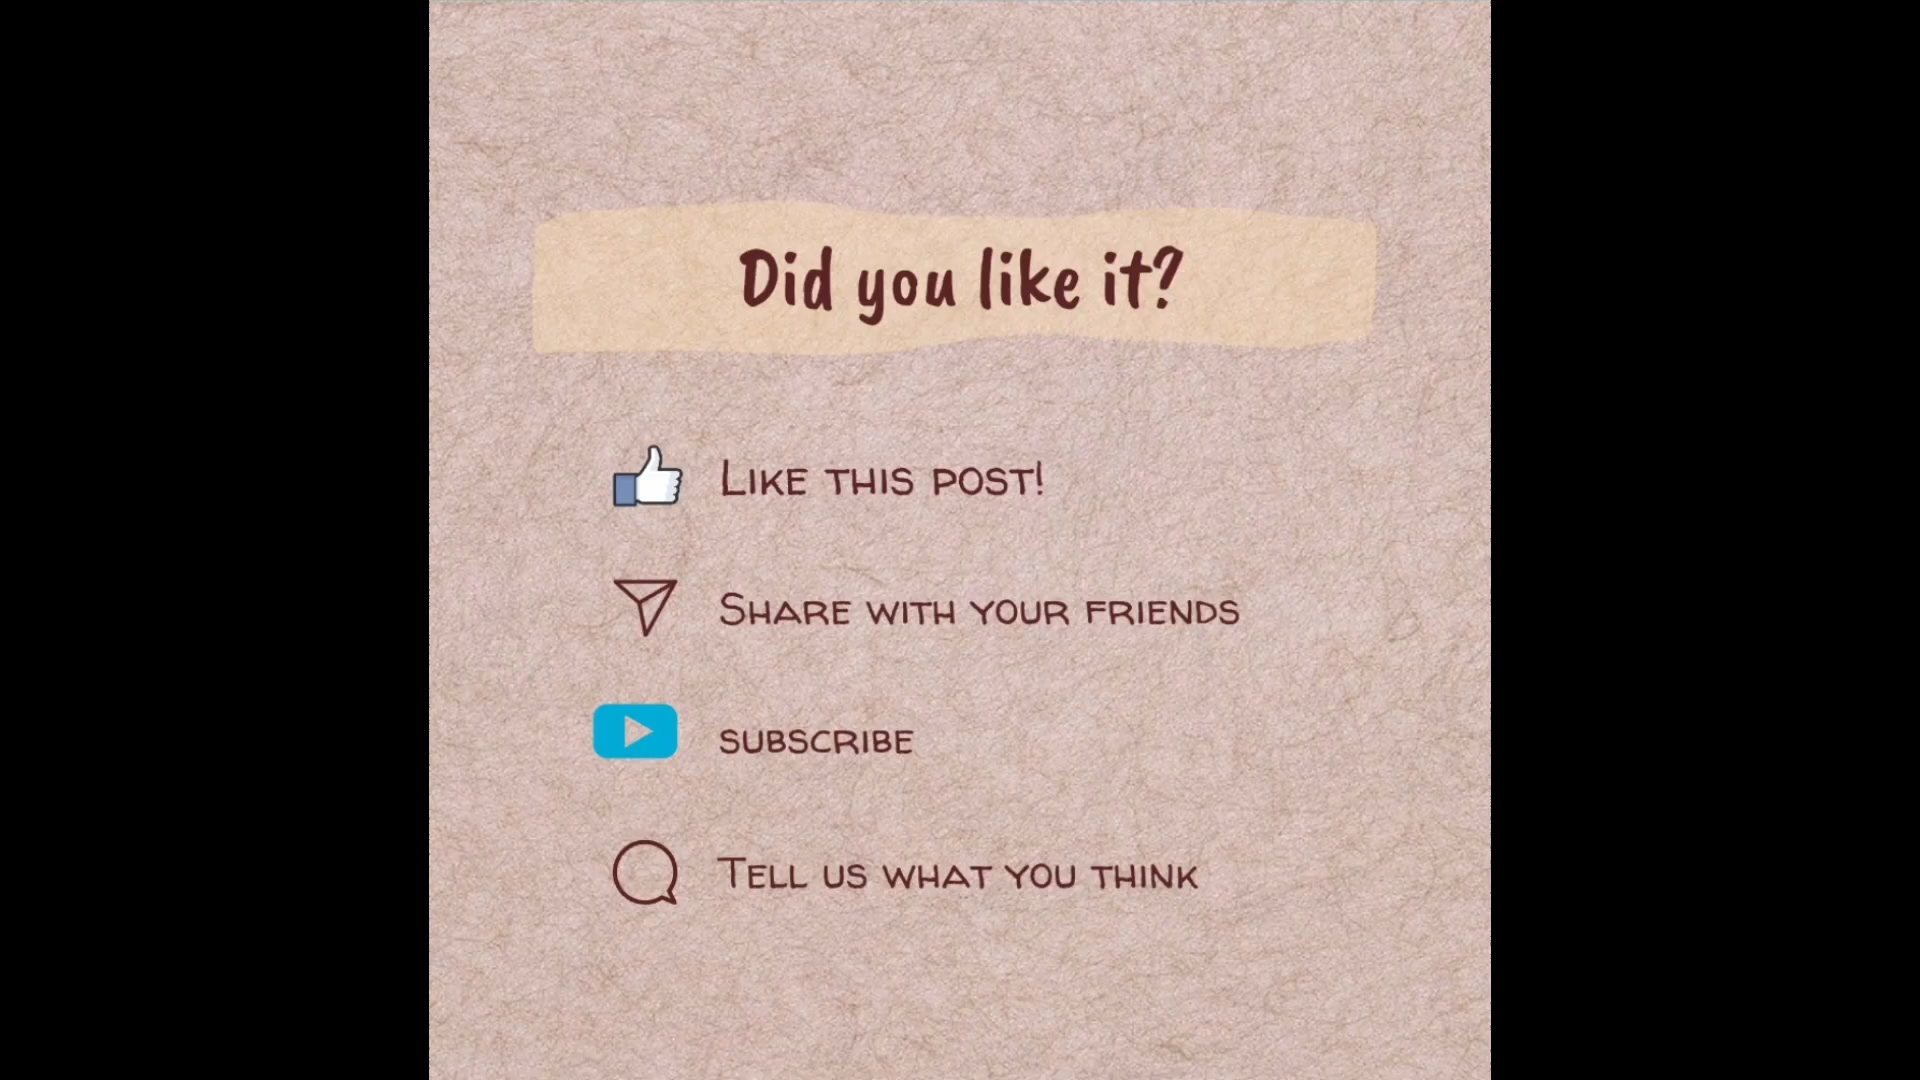 Did you like it?
Like this post!
Share with your friends
subscribe
Tell us what you think